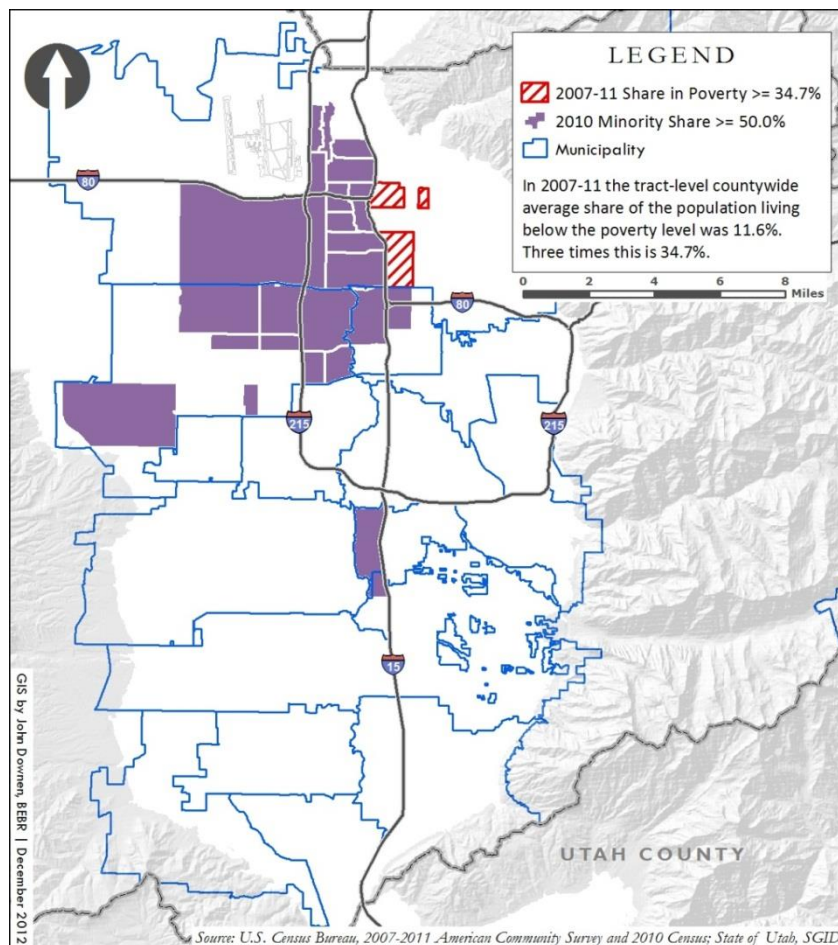 LEGEND
2007-11 Share in Poverty >= 34.7%
2010 Minority Share >= 50.0%
Municipality
In 2007-11 the tract-level countywide
average share of the population living
below the poverty level was 11.6%.
Three times this is 34.7%.
0 2 4 6 8
Miles
80
80
215
215
15
UTAH COUNTY
GIS by John Downen, BEBR | December 2012
Source: U.S. Census Bureau, 2007-2011 American Community Survey and 2010 Census; State of Utah, SGID